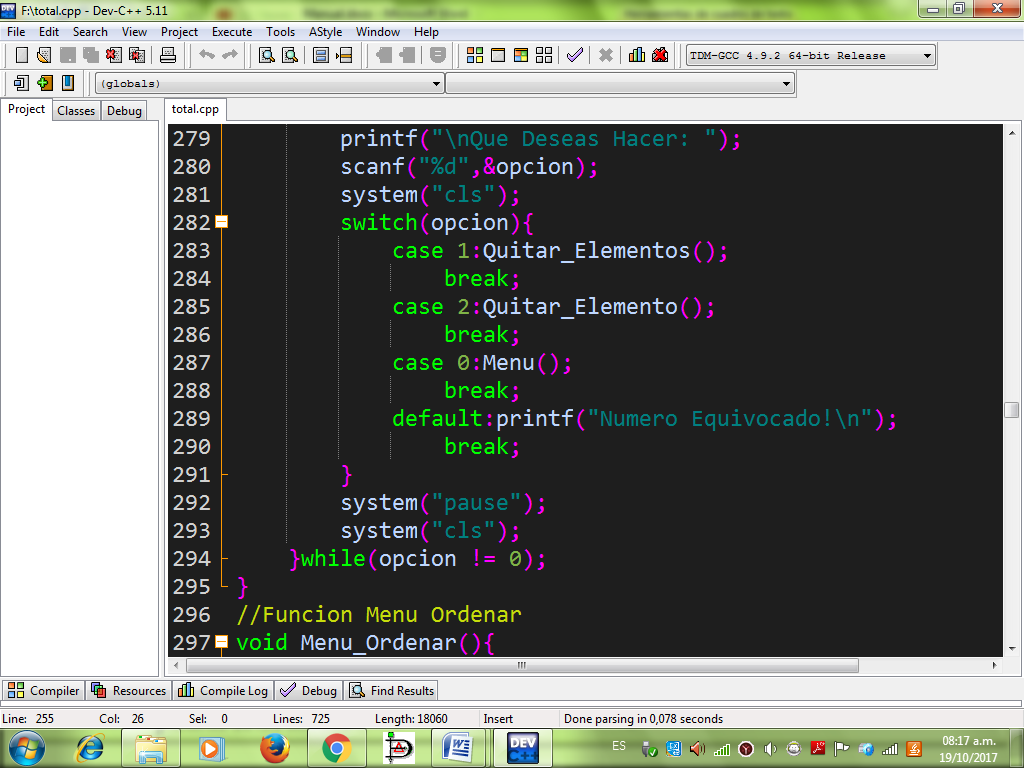 F:\total.cpp - Dev-C++ 5.11
File Edit Search View Project Execute Tools AStyle Window Help
TDM-GCC 4.9.2 64-bit Release
(globals)
Project Classes Debug
total.cpp
279 printf("\nQue Deseas Hacer: ");
280 scanf("%d",&opcion);
281 system("cls");
282 switch(opcion){
283 case 1:Quitar_Elementos();
284 break;
285 case 2:Quitar_Elemento();
286 break;
287 case 0:Menu();
288 break;
289 default:printf("Numero Equivocado!\n");
290 break;
291 }
292 system("pause");
293 system("cls");
294 }while(opcion != 0);
295 }
296 //Funcion Menu Ordenar
297 void Menu_Ordenar(){
Compiler Resources Compile Log Debug Find Results
Line: 255 Col: 26 Sel: 0 Lines: 725 Length: 18060 Insert Done parsing in 0,078 seconds
DEV C++
ES
08:17 a.m.
19/10/2017